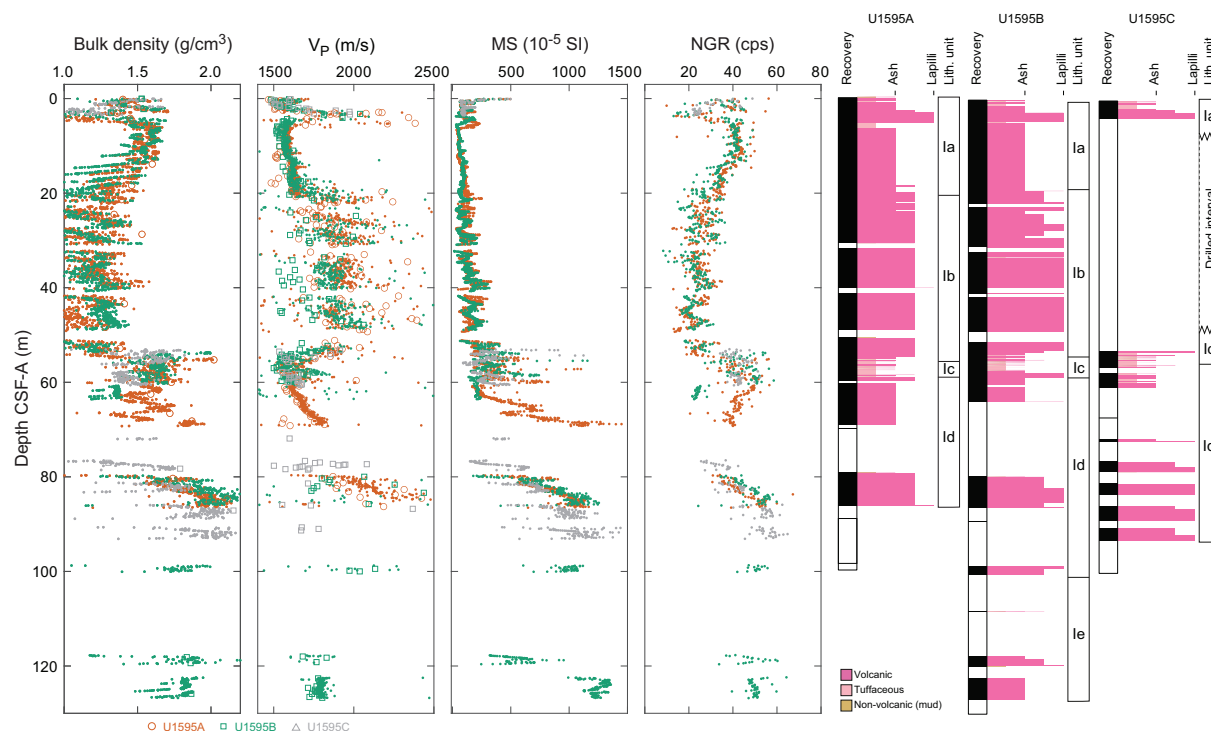 U1595A U1595B U1595C
Bulk density (g/cm3) VP (m/s) MS (10-5 SI) NGR (cps)
Recovery Ash Lapilli Lith. unit Recovery Ash Lapilli Lith. unit Recovery Ash Lapilli Lith. unit
1.0 1.5 2.0 1500 2000 2500 500 1000 1500 20 40 60 80
0
20
40
60
80
100
120
Depth CSF-A (m)
Ia
Ib
Ic
Id
Ia
Ib
Ic
Id
Ie
Ia
Drilled interval
Volcanic
Tuffaceous
Non-volcanic (mud)
U1595A U1595B U1595C